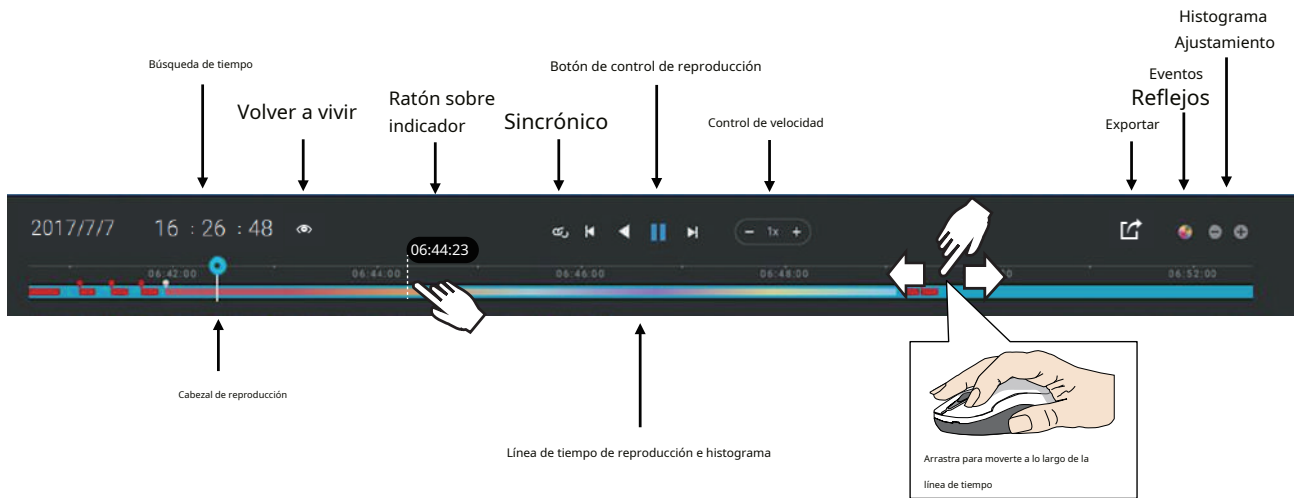 Histograma
Ajustamiento
Búsqueda de tiempo
Botón de control de reproducción
Eventos
Reflejos
Volver a vivir
Ratón sobre
indicador
Sincrónico
Control de velocidad
Exportar
2017/7/7 16 : 26 : 48 1x
06:44:23
06:42:00 06:44:00 06:46:00 06:48:00 06:52:00
Cabezal de reproducción
Línea de tiempo de reproducción e histograma
Arrastra para moverte a lo largo de la
línea de tiempo